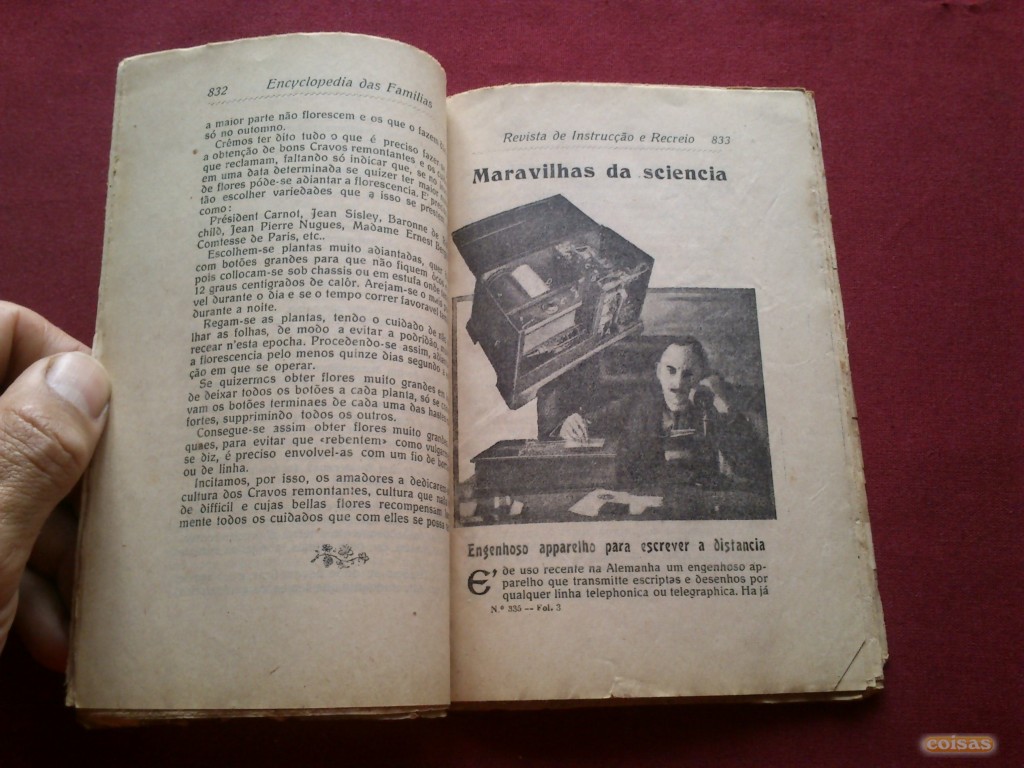 832 Encyclopedia das Familias
a maior parte não florescem e os que o fazem
só no outomno.
Crêmos ter dito tudo o que é preciso fazer
a obtenção de bons Cravos remontantes e os
que reclamam, faltando só indicar que, se no
em uma data determinada se quizer ter maior
de flores póde-se adiantar a florescencia. E'
tão escolher variedades que a isso se prestem
como:
Président Carnot, Jean Sisley, Baronne de
child, Jean Pierre Nugues, Madame Ernest
Comtesse de Paris, etc..
Escolhem-se plantas muito adiantadas, quer
com botões grandes para que não fiquem
pois collocam-se sob chassis ou em estufa onde
12 graus centigrados de calôr. Arejam-se o mais
vel durante o dia e se o tempo correr favoravel
durante a noite.
Regam-se as plantas, tendo o cuidado de
lhar as folhas, de modo a evitar a podridão,
recear n'esta epocha. Procedendo-se assim,
a florescencia pelo menos quinze dias segundo a
ção em que se operar.
Se quizermos obter flores muito grandes em
de deixar todos os botões a cada planta, só se
vam os botões terminaes de cada uma das hastes
fortes, supprimindo todos os outros.
Consegue-se assim obter flores muito grandes,
quaes, para evitar que «rebentem» como
se diz, é preciso envolvel-as com um fio de
ou de linha.
Incitamos, por isso, os amadores a dedicarem
cultura dos Cravos remontantes, cultura que nada
de difficil e cujas bellas flores recompensam
mente todos os cuidados que com elles se possa
Revista de Instrucção e Recreio 833
Maravilhas da sciencia
Engenhoso apparelho para escrever a distancia
E' de uso recente na Alemanha um engenhoso ap-
parelho que transmitte escriptas e desenhos por
qualquer linha telephonica ou telegraphica. Ha já
N.º 335 — Fol. 3
coisas